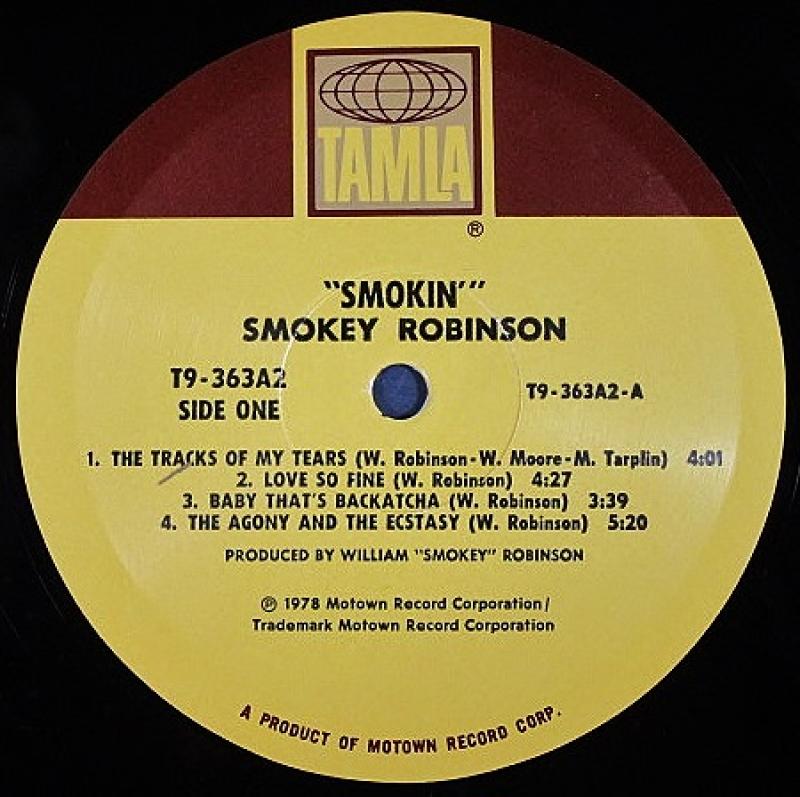 TAMLA
®
"SMOKIN'"
SMOKEY ROBINSON
T9-363A2
SIDE ONE
T9-363A2-A
1. THE TRACKS OF MY TEARS (W. Robinson-W. Moore-M. Tarplin) 4:01
2. LOVE SO FINE (W. Robinson) 4:27
3. BABY THAT'S BACKATCHA (W. Robinson) 3:39
4. THE AGONY AND THE ECSTASY (W. Robinson) 5:20
PRODUCED BY WILLIAM "SMOKEY" ROBINSON
℗ 1978 Motown Record Corporation/
Trademark Motown Record Corporation
A PRODUCT OF MOTOWN RECORD CORP.